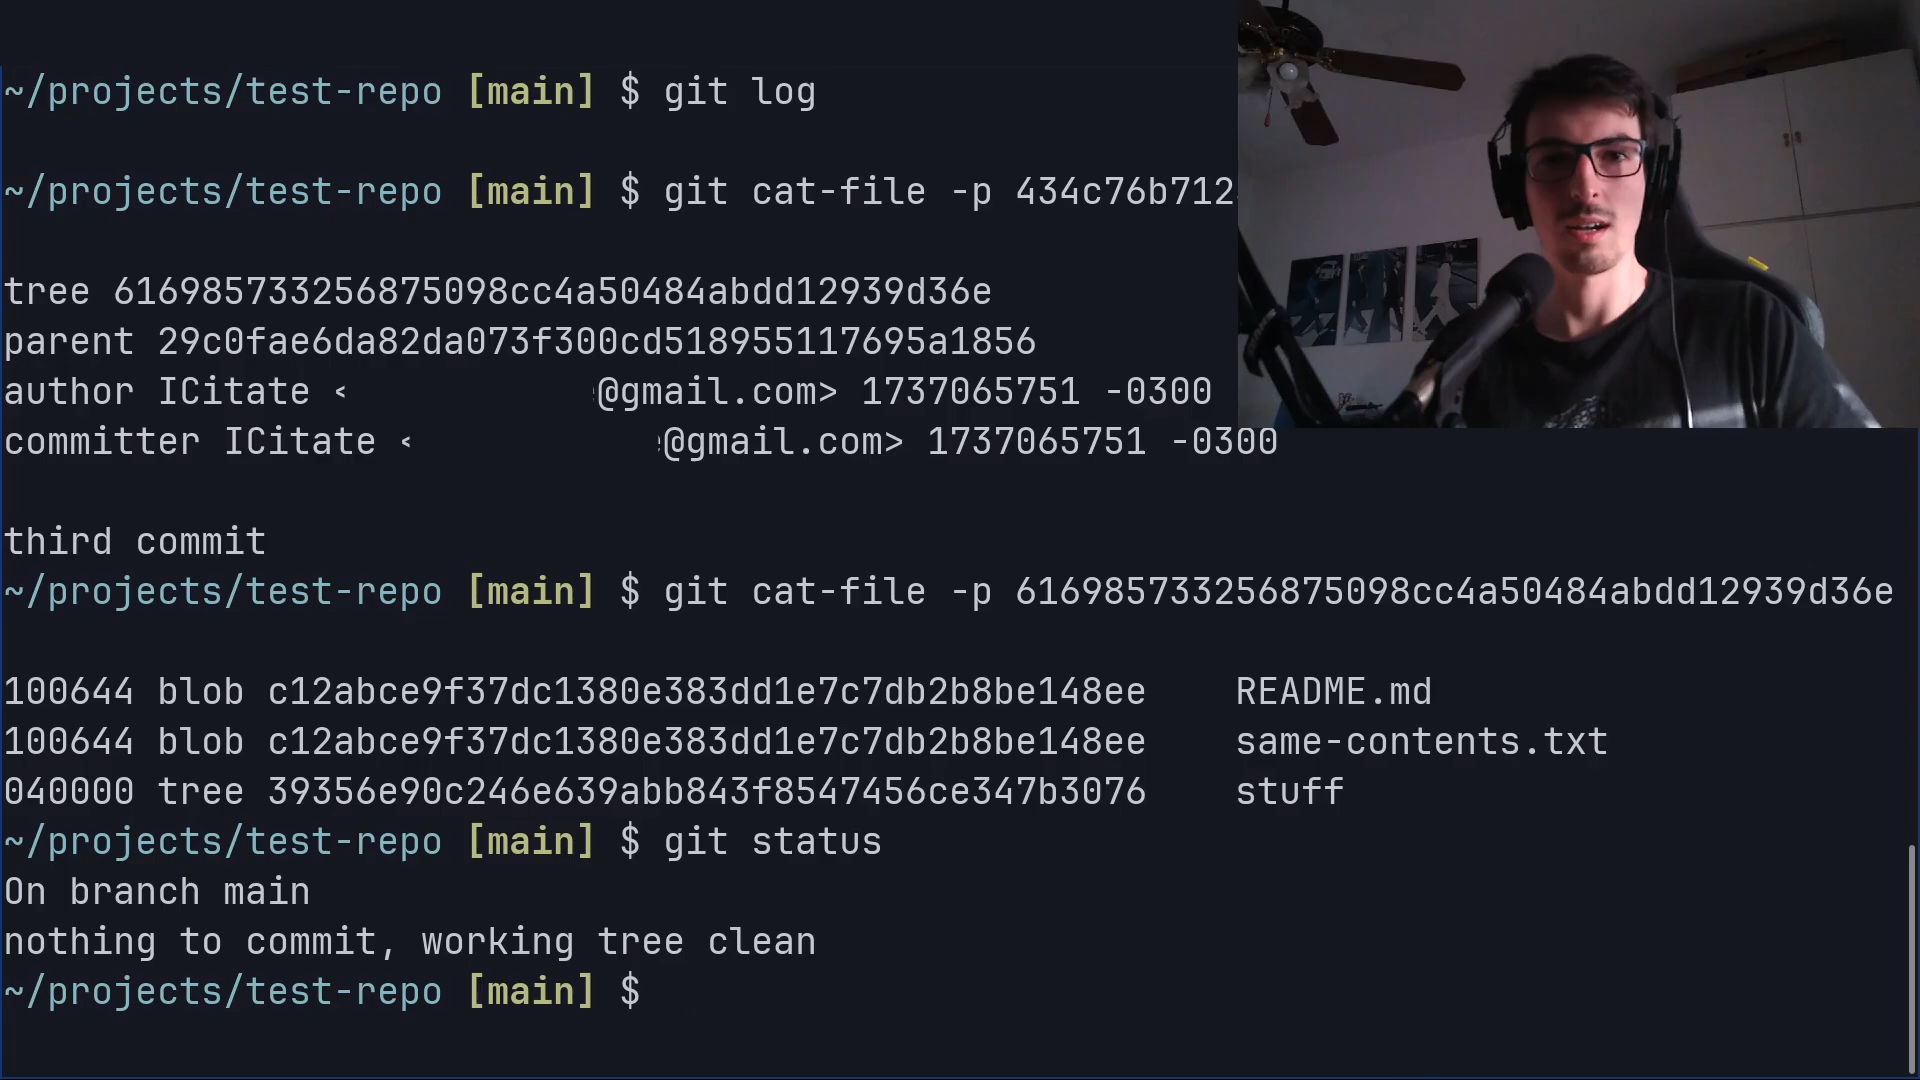 ~/projects/test-repo [main] $ git log
~/projects/test-repo [main] $ git cat-file -p 434c76b712
tree 616985733256875098cc4a50484abdd12939d36e
parent 29c0fae6da82da073f300cd518955117695a1856
author ICitate < @gmail.com> 1737065751 -0300
committer ICitate < @gmail.com> 1737065751 -0300
third commit
~/projects/test-repo [main] $ git cat-file -p 616985733256875098cc4a50484abdd12939d36e
100644 blob c12abce9f37dc1380e383dd1e7c7db2b8be148ee README.md
100644 blob c12abce9f37dc1380e383dd1e7c7db2b8be148ee same-contents.txt
040000 tree 39356e90c246e639abb843f8547456ce347b3076 stuff
~/projects/test-repo [main] $ git status
On branch main
nothing to commit, working tree clean
~/projects/test-repo [main] $